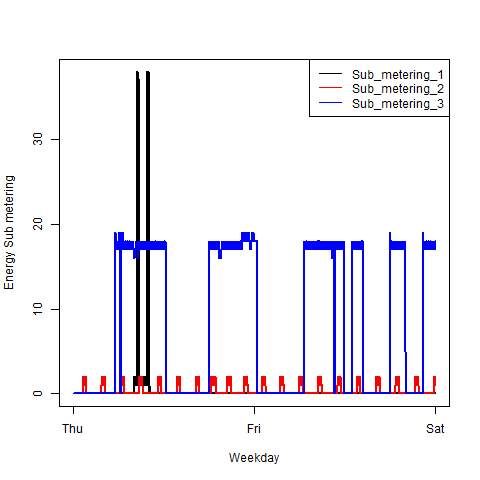 Sub_metering_1
Sub_metering_2
Sub_metering_3
Energy Sub metering
30
20
10
0
Thu
Fri
Sat
Weekday